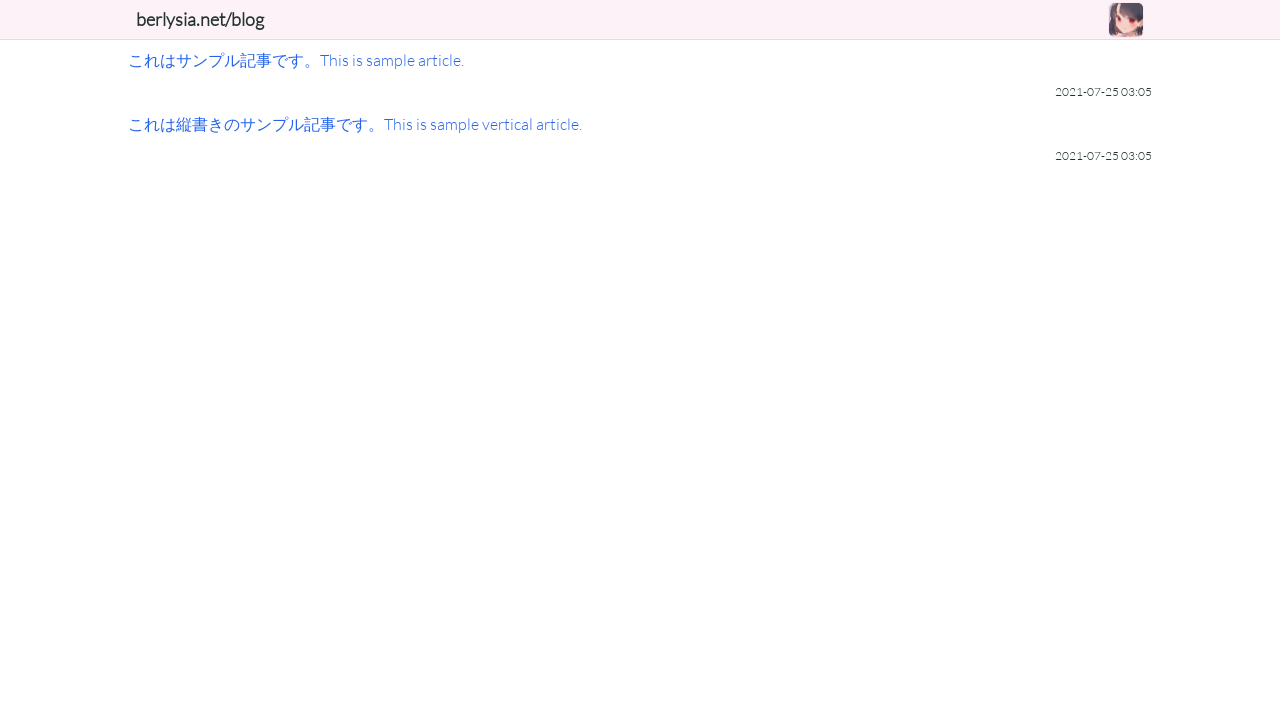 berlysia.net/blog
これはサンプル記事です。This is sample article.
2021-07-25 03:05
これは縦書きのサンプル記事です。This is sample vertical article.
2021-07-25 03:05